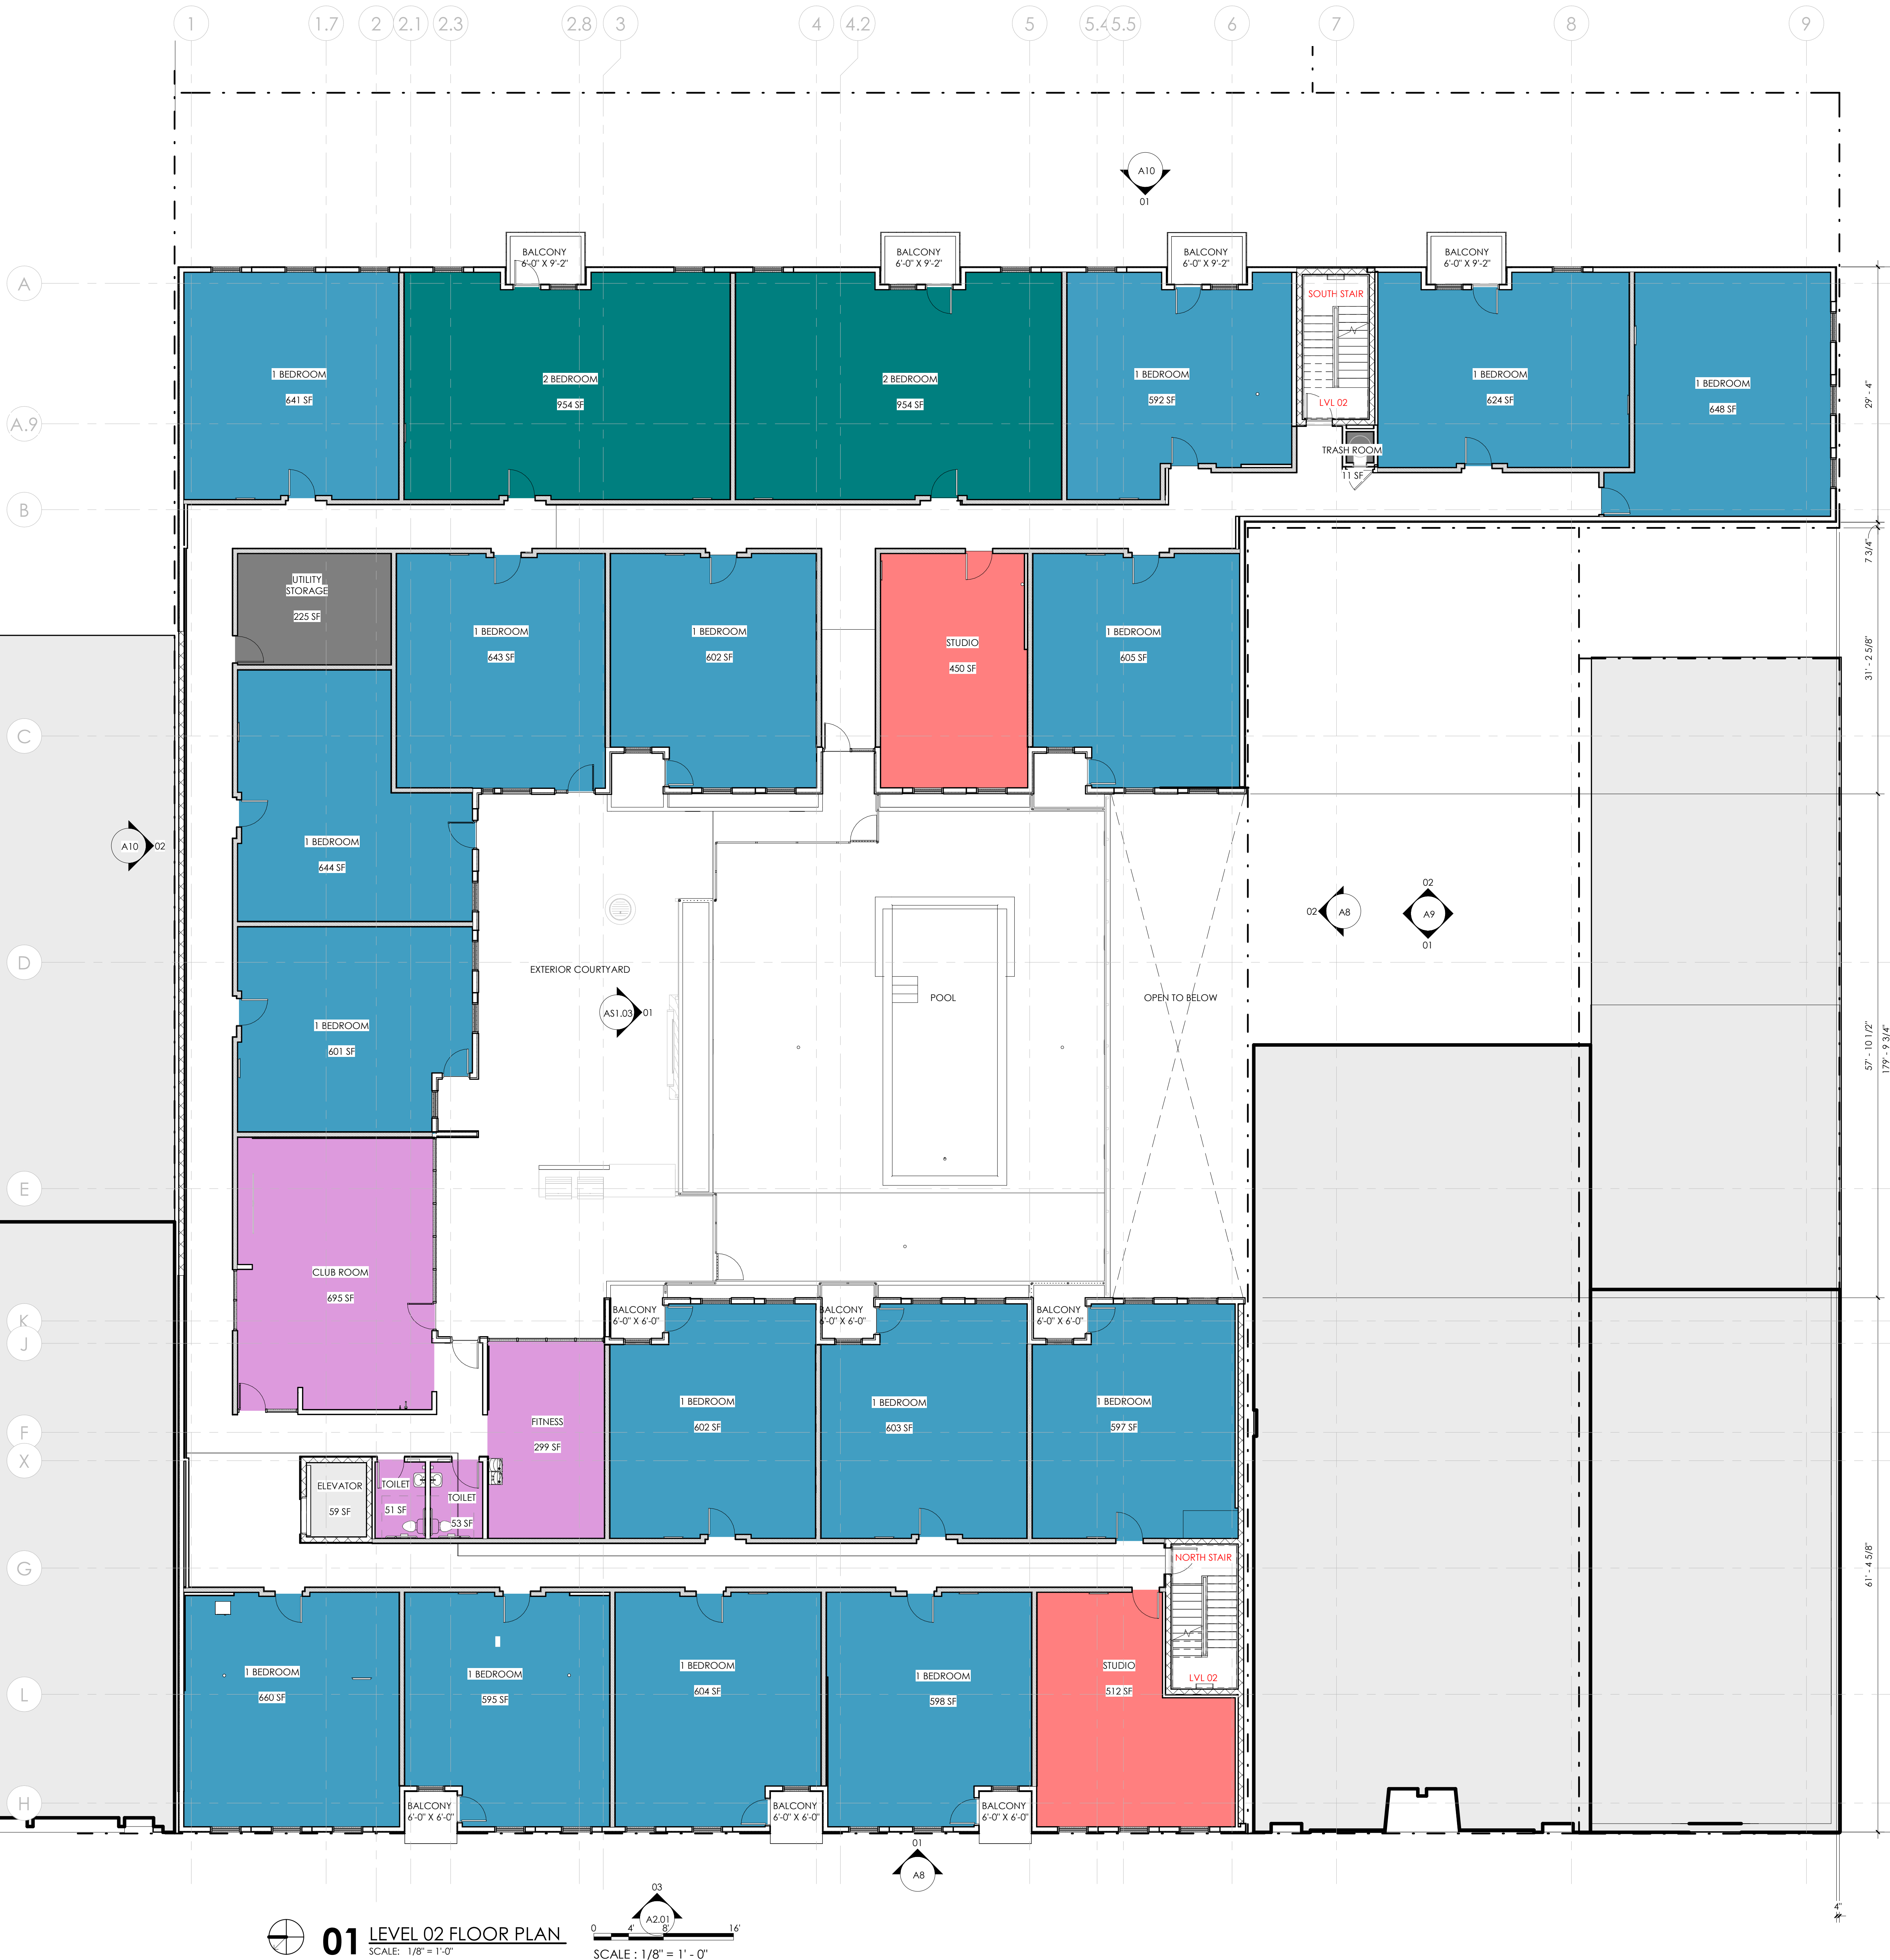 1
1.7
2
2.1
2.3
2.8
3
4
4.2
5
5.4
5.5
6
7
8
9
A10
01
BALCONY
6'-0" X 9'-2"
BALCONY
6'-0" X 9'-2"
BALCONY
6'-0" X 9'-2"
BALCONY
6'-0" X 9'-2"
A
SOUTH STAIR
1 BEDROOM
641 SF
2 BEDROOM
954 SF
2 BEDROOM
954 SF
1 BEDROOM
592 SF
LVL 02
1 BEDROOM
624 SF
1 BEDROOM
648 SF
29' - 4"
A.9
TRASH ROOM
11 SF
B
7 3/4"
UTILITY
STORAGE
225 SF
1 BEDROOM
643 SF
1 BEDROOM
602 SF
STUDIO
450 SF
1 BEDROOM
605 SF
31' - 2 5/8"
C
A10
02
1 BEDROOM
644 SF
02
A8
02
A9
01
D
EXTERIOR COURTYARD
AS1.03
01
POOL
OPEN TO BELOW
1 BEDROOM
601 SF
57' - 10 1/2"
179' - 9 3/4"
E
CLUB ROOM
695 SF
K
J
BALCONY
6'-0" X 6'-0"
BALCONY
6'-0" X 6'-0"
BALCONY
6'-0" X 6'-0"
1 BEDROOM
602 SF
1 BEDROOM
603 SF
1 BEDROOM
597 SF
F
FITNESS
299 SF
X
ELEVATOR
59 SF
TOILET
51 SF
TOILET
53 SF
G
NORTH STAIR
61' - 4 5/8"
1 BEDROOM
660 SF
1 BEDROOM
595 SF
1 BEDROOM
604 SF
1 BEDROOM
598 SF
STUDIO
512 SF
LVL 02
L
H
BALCONY
6'-0" X 6'-0"
BALCONY
6'-0" X 6'-0"
BALCONY
6'-0" X 6'-0"
01
A8
03
A2.01
4"
01 LEVEL 02 FLOOR PLAN
SCALE: 1/8" = 1'-0"
0 4' 8' 16'
SCALE : 1/8" = 1' - 0"